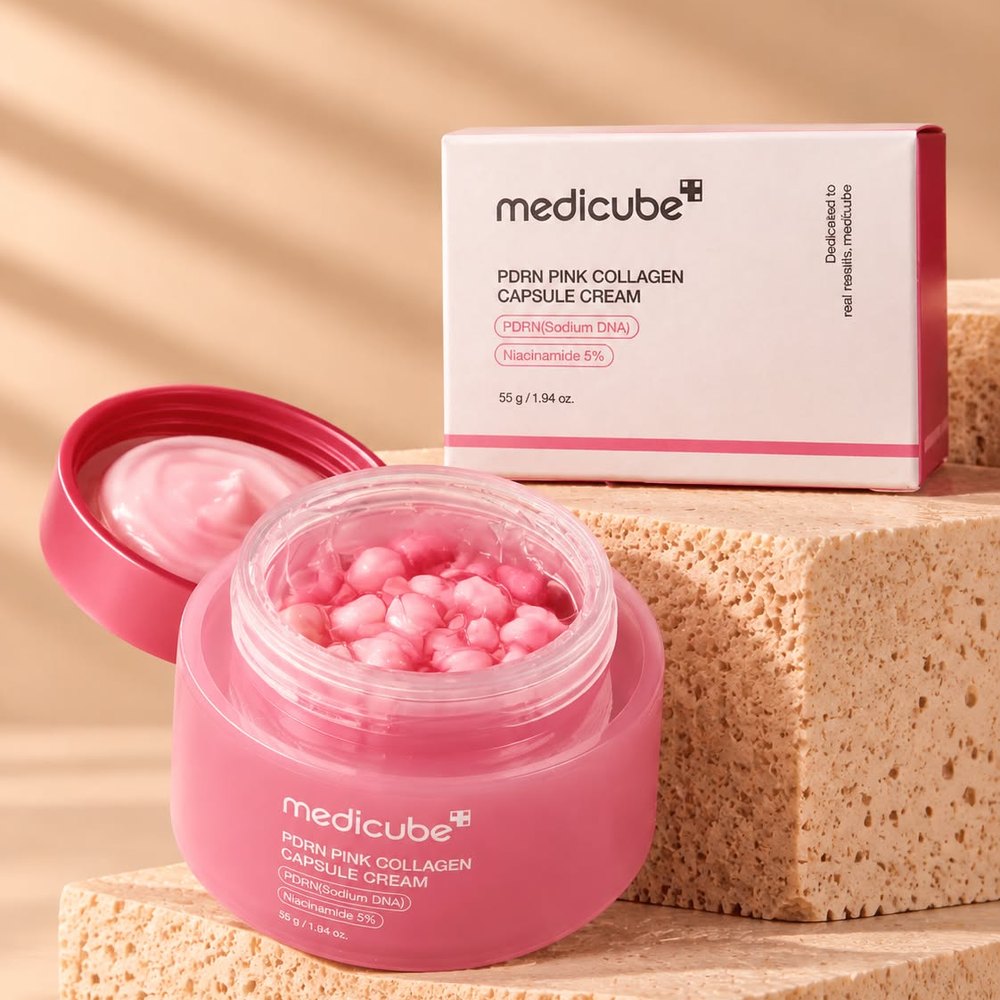 medicube
PDRN PINK COLLAGEN
CAPSULE CREAM
PDRN(Sodium DNA)
Niacinamide 5%
55 g / 1.94 oz.
Dedicated to
real medicube
medicube
PDRN PINK COLLAGEN
CAPSULE CREAM
PDRN(Sodium DNA)
Niacinamide 5%
55 g / 1.94 oz.